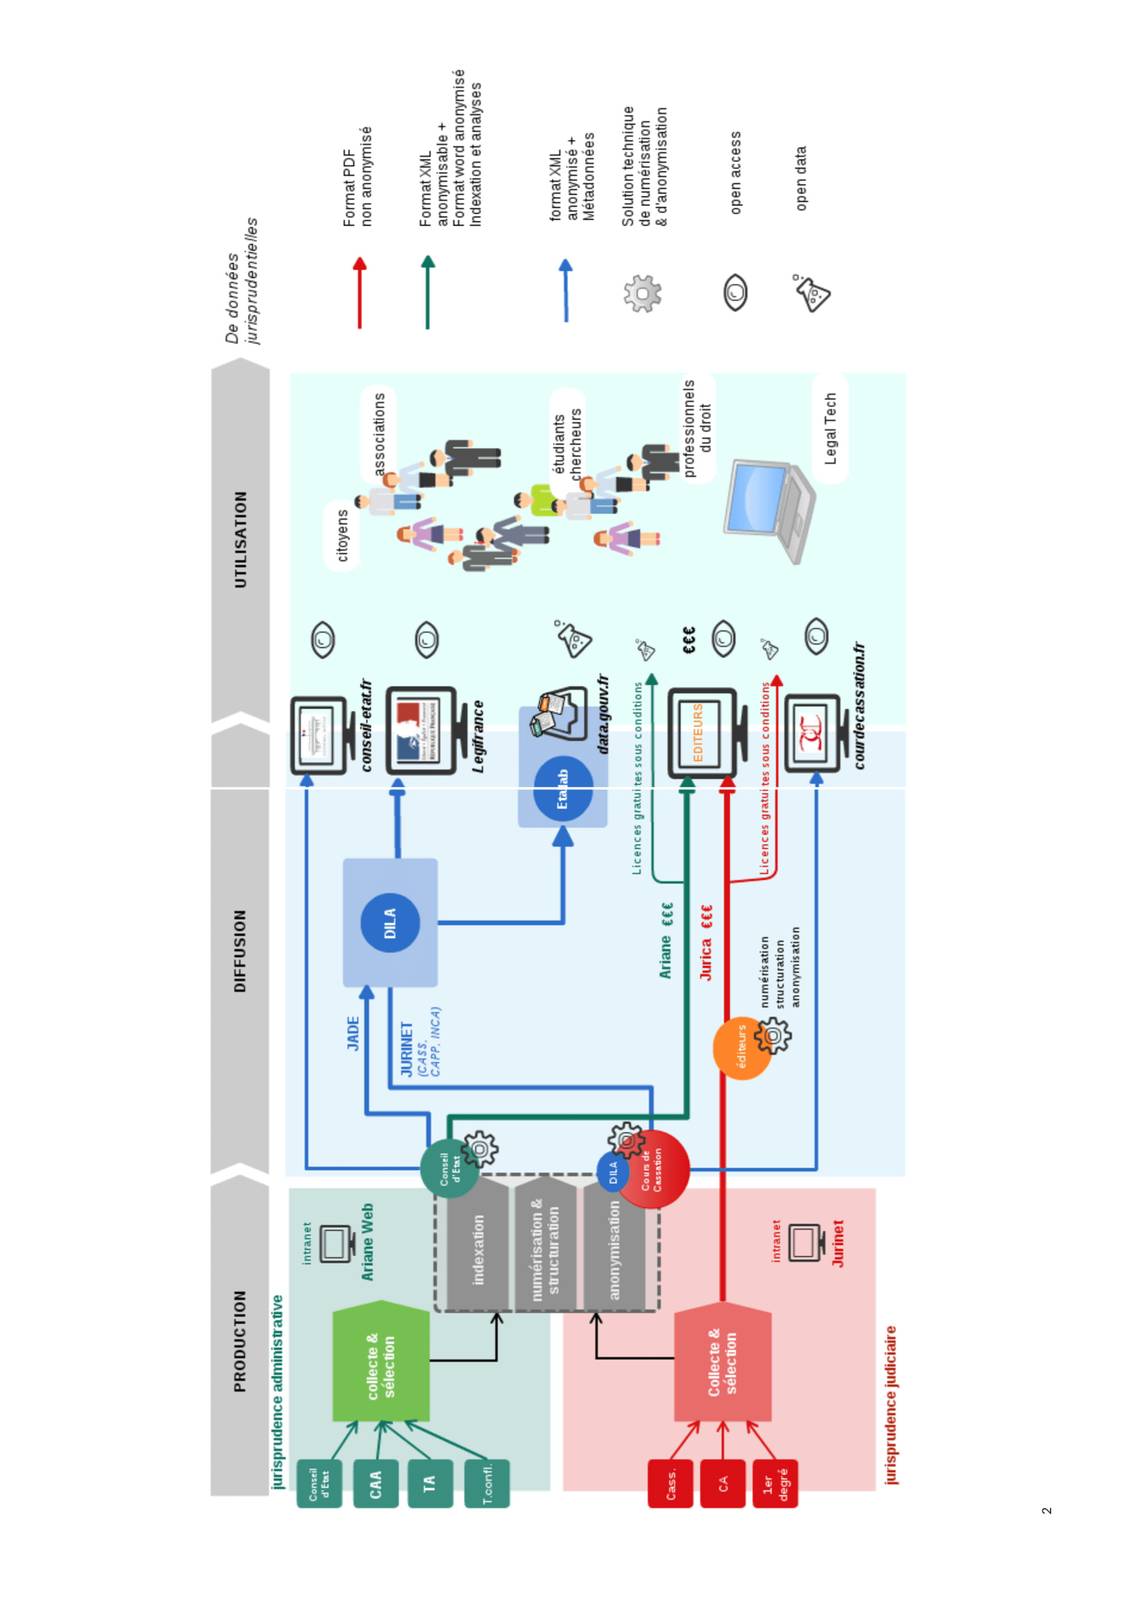 PRODUCTION
DIFFUSION
UTILISATION
De données
jurisprudentielles
jurisprudence administrative
Conseil
d'Etat
CAA
TA
T.confl.
collecte &
sélection
intranet
Ariane Web
indexation
numérisation &
structuration
anonymisation
Conseil
d'Etat
DILA
Cours de
Cassation
jurisprudence judiciaire
Cass.
CA
1er
degré
Collecte &
sélection
intranet
Jurinet
JADE
JURINET
(CASS,
CAPP, INCA)
DILA
Etalab
Ariane €€€
Jurica €€€
éditeurs
numérisation
structuration
anonymisation
Licences gratuites sous conditions
Licences gratuites sous conditions
conseil-etat.fr
RÉPUBLIQUE FRANÇAISE
Legifrance
data.gouv.fr
EDITEURS
€€€
courdecassation.fr
citoyens
associations
étudiants
chercheurs
professionnels
du droit
Legal Tech
Format PDF
non anonymisé
Format XML
anonymisable +
Format word anonymisé
Indexation et analyses
format XML
anonymisé +
Métadonnées
Solution technique
de numérisation
& d'anonymisation
open access
open data
2